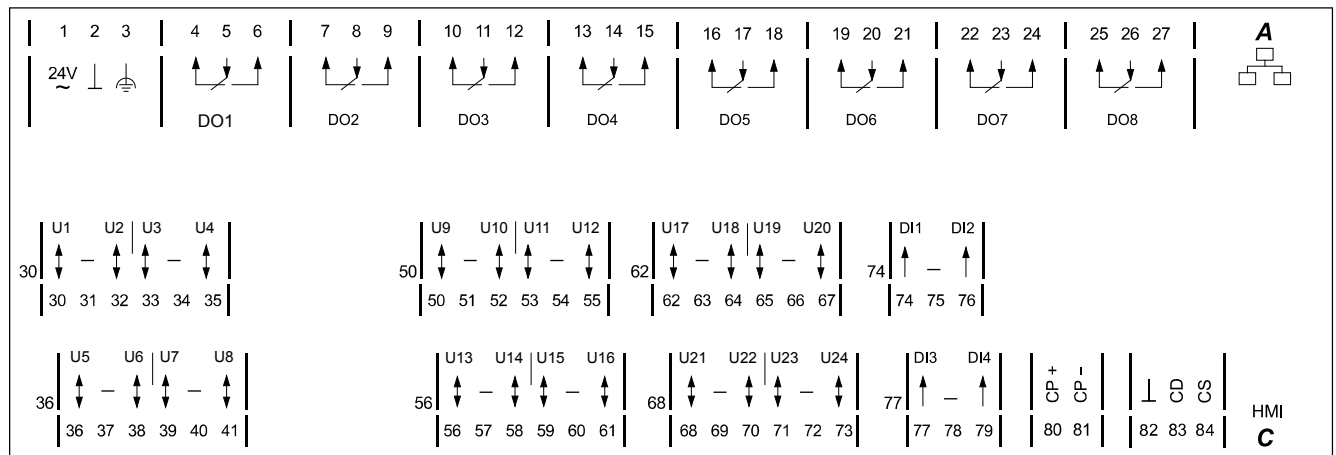 1 2 3 4 5 6 7 8 9 10 11 12 13 14 15 16 17 18 19 20 21 22 23 24 25 26 27 A
24V
~
DO1 DO2 DO3 DO4 DO5 DO6 DO7 DO8
U1 U2 U3 U4 U9 U10 U11 U12 U17 U18 U19 U20 DI1 DI2
30 50 62 74
30 31 32 33 34 35 50 51 52 53 54 55 62 63 64 65 66 67 74 75 76
U5 U6 U7 U8 U13 U14 U15 U16 U21 U22 U23 U24 DI3 DI4
CP + CP - CD CS
36 56 68 77
HMI
36 37 38 39 40 41 56 57 58 59 60 61 68 69 70 71 72 73 77 78 79 80 81 82 83 84 C